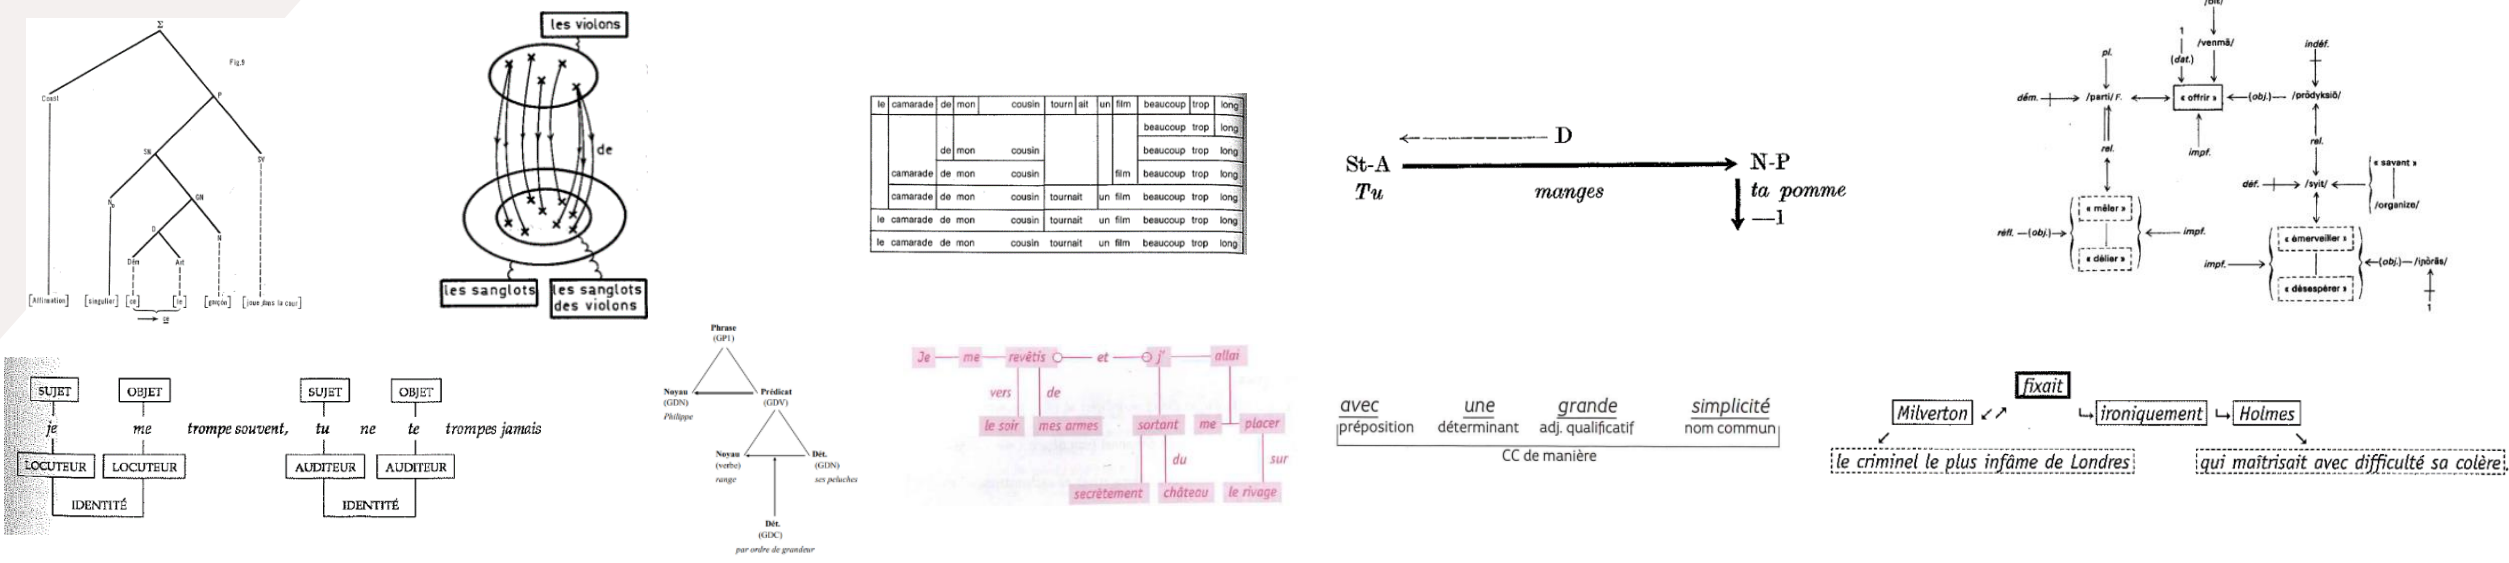 Σ
Fig.9
Const
P
SN
SV
GN
D
N
Dém
Art
[Affirmation] [singulier] [ce] [le] [garçon] [joue dans la cour]
les violons
de
les sanglots
les sanglots
des violons
le camarade de mon cousin tourn ait un film beaucoup trop long
beaucoup trop long
de mon cousin beaucoup trop long
camarade de mon cousin film beaucoup trop long
camarade de mon cousin tournait un film beaucoup trop long
le camarade de mon cousin tournait un film beaucoup trop long
le camarade de mon cousin tournait un film beaucoup trop long
D
St-A N-P
Tu manges ta pomme
—1
1
/venmã/
indéf.
pl.
(dat.)
dém. /parti/ F. « offrir » (obj.) /prɔ̃dyksiɔ̃/
rel.
impf.
rel.
« savant »
déf. /syit/
/organize/
« mêler »
réfl. —(obj.) impf.
« délier »
« émerveiller »
impf. (obj.)
« désespérer »
1
SUJET OBJET SUJET OBJET
je me trompe souvent, tu ne te trompes jamais
LOCUTEUR LOCUTEUR AUDITEUR AUDITEUR
IDENTITÉ IDENTITÉ
Phrase
(GP1)
Noyau Prédicat
(GDN) (GDV)
Philippe
Noyau Dét.
(verbe) (GDN)
range ses peluches
Dét.
(GDC)
par ordre de grandeur
Je me revêtis et j' allai
vers de
le soir mes armes sortant me placer
du sur
secrètement château le rivage
avec une grande simplicité
préposition déterminant adj. qualificatif nom commun
CC de manière
fixait
Milverton ironiquement Holmes
le criminel le plus infâme de Londres qui maîtrisait avec difficulté sa colère.